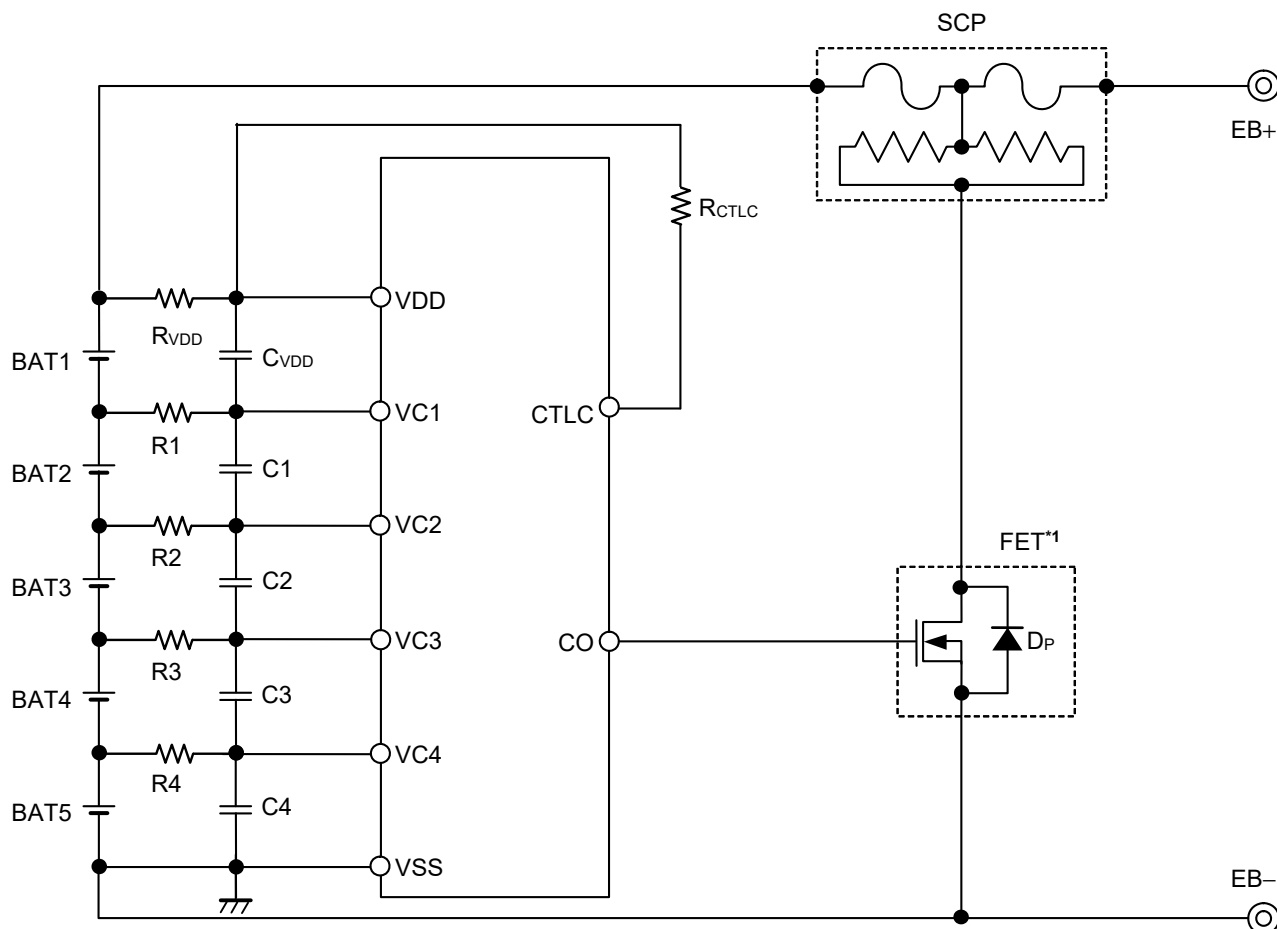 SCP
EB+
RCTLC
VDD
RVDD
BAT1
CVDD
VC1
CTLC
R1
BAT2
C1
VC2
R2
FET*1
BAT3
C2
VC3
CO
DP
R3
BAT4
C3
VC4
R4
BAT5
C4
VSS
EB−